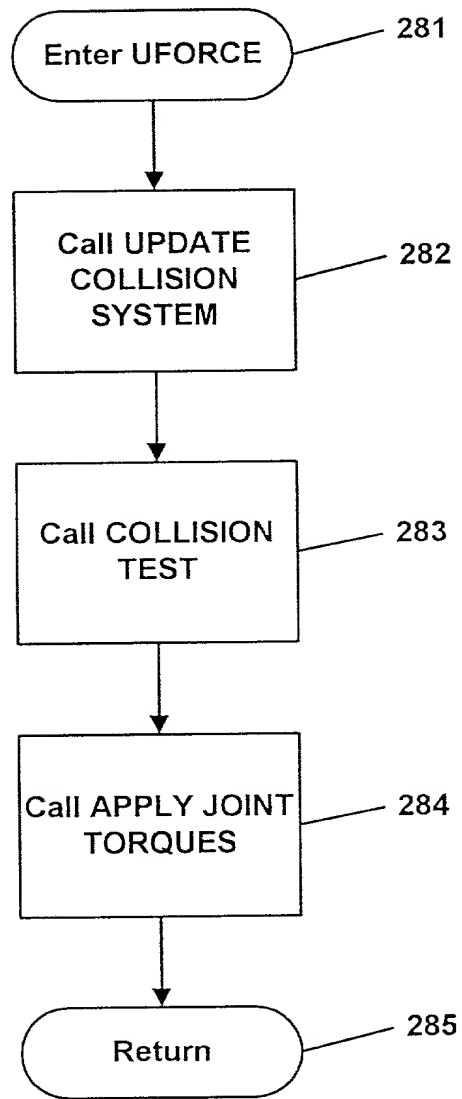 Enter UFORCE
281
Call UPDATE
COLLISION
SYSTEM
282
Call COLLISION
TEST
283
Call APPLY JOINT
TORQUES
284
Return
285